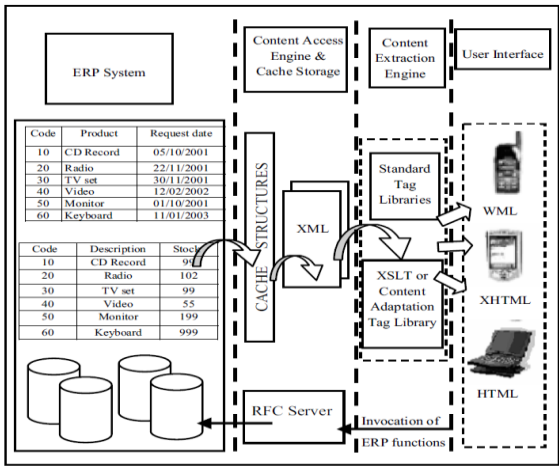 ERP System
Content Access
Engine &
Cache Storage
Content
Extraction
Engine
User Interface
Code Product Request date
10 CD Record 05/10/2001
20 Radio 22/11/2001
30 TV set 30/11/2001
40 Video 12/02/2002
50 Monitor 01/10/2001
60 Keyboard 11/01/2003
Code Description Stock
10 CD Record
20 Radio 102
30 TV set 99
40 Video 55
50 Monitor 199
60 Keyboard 999
CACHE STRUCTURES
XML
Standard
Tag
Libraries
XSLT or
Content
Adaptation
Tag Library
WML
XHTML
HTML
RFC Server
Invocation of
ERP functions